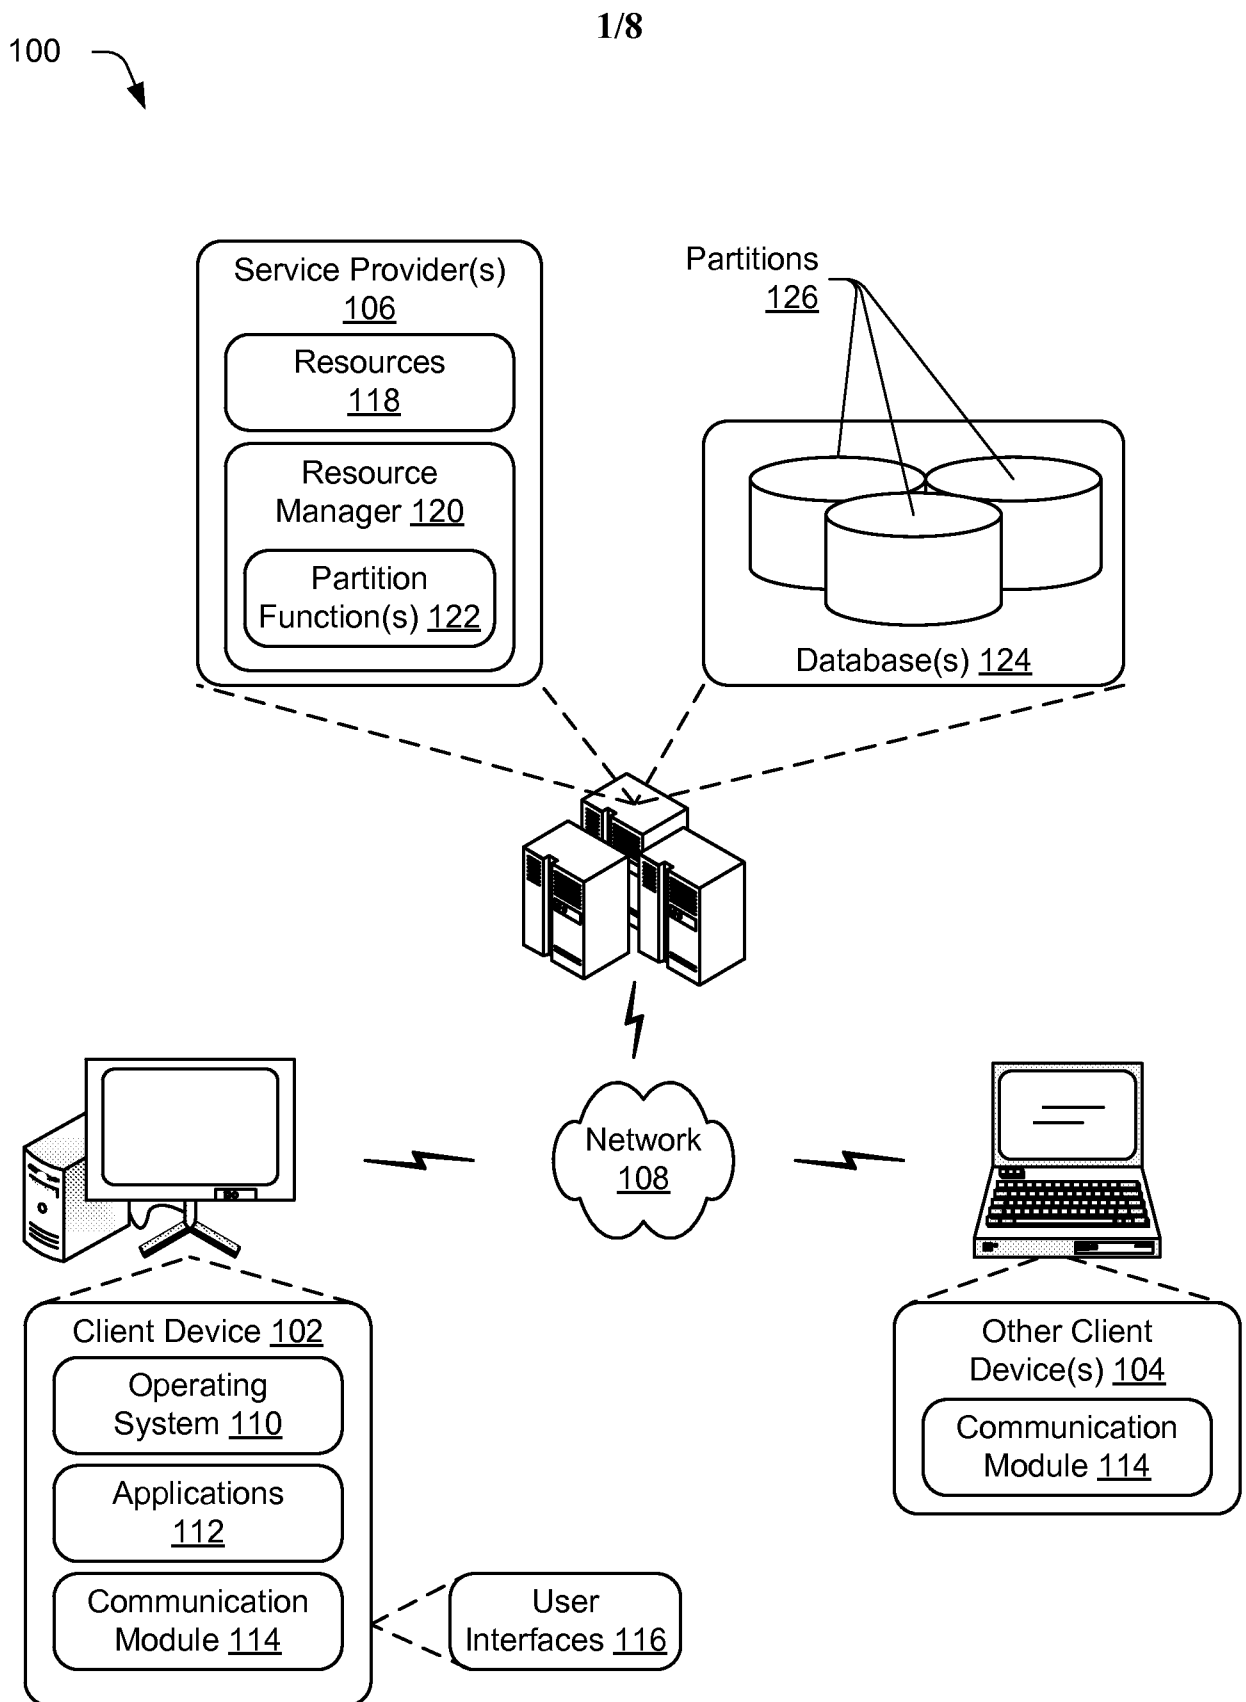 1/8
100
Service Provider(s)
106
Resources
118
Resource
Manager 120
Partition
Function(s) 122
Partitions
126
Database(s) 124
Network
108
Client Device 102
Operating
System 110
Applications
112
Communication
Module 114
User
Interfaces 116
Other Client
Device(s) 104
Communication
Module 114